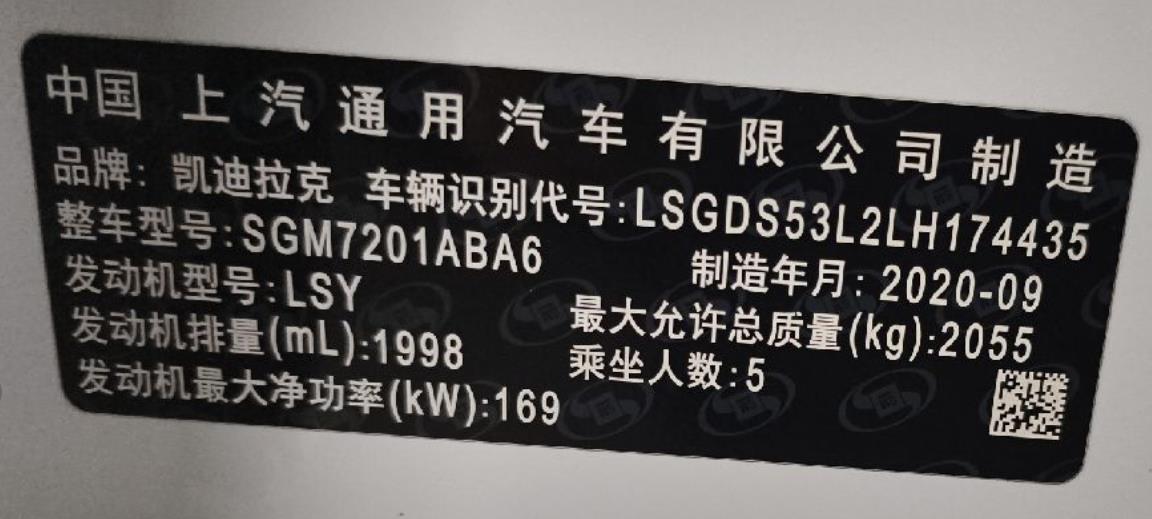 中国 上汽通用汽车有限公司制造
品牌: 凯迪拉克 车辆识别代号:LSGDS53L2LH174435
整车型号:SGM7201ABA6 制造年月: 2020-09
发动机型号:LSY 最大允许总质量(kg):2055
发动机排量(mL):1998 乘坐人数:5
发动机最大净功率(kW):169